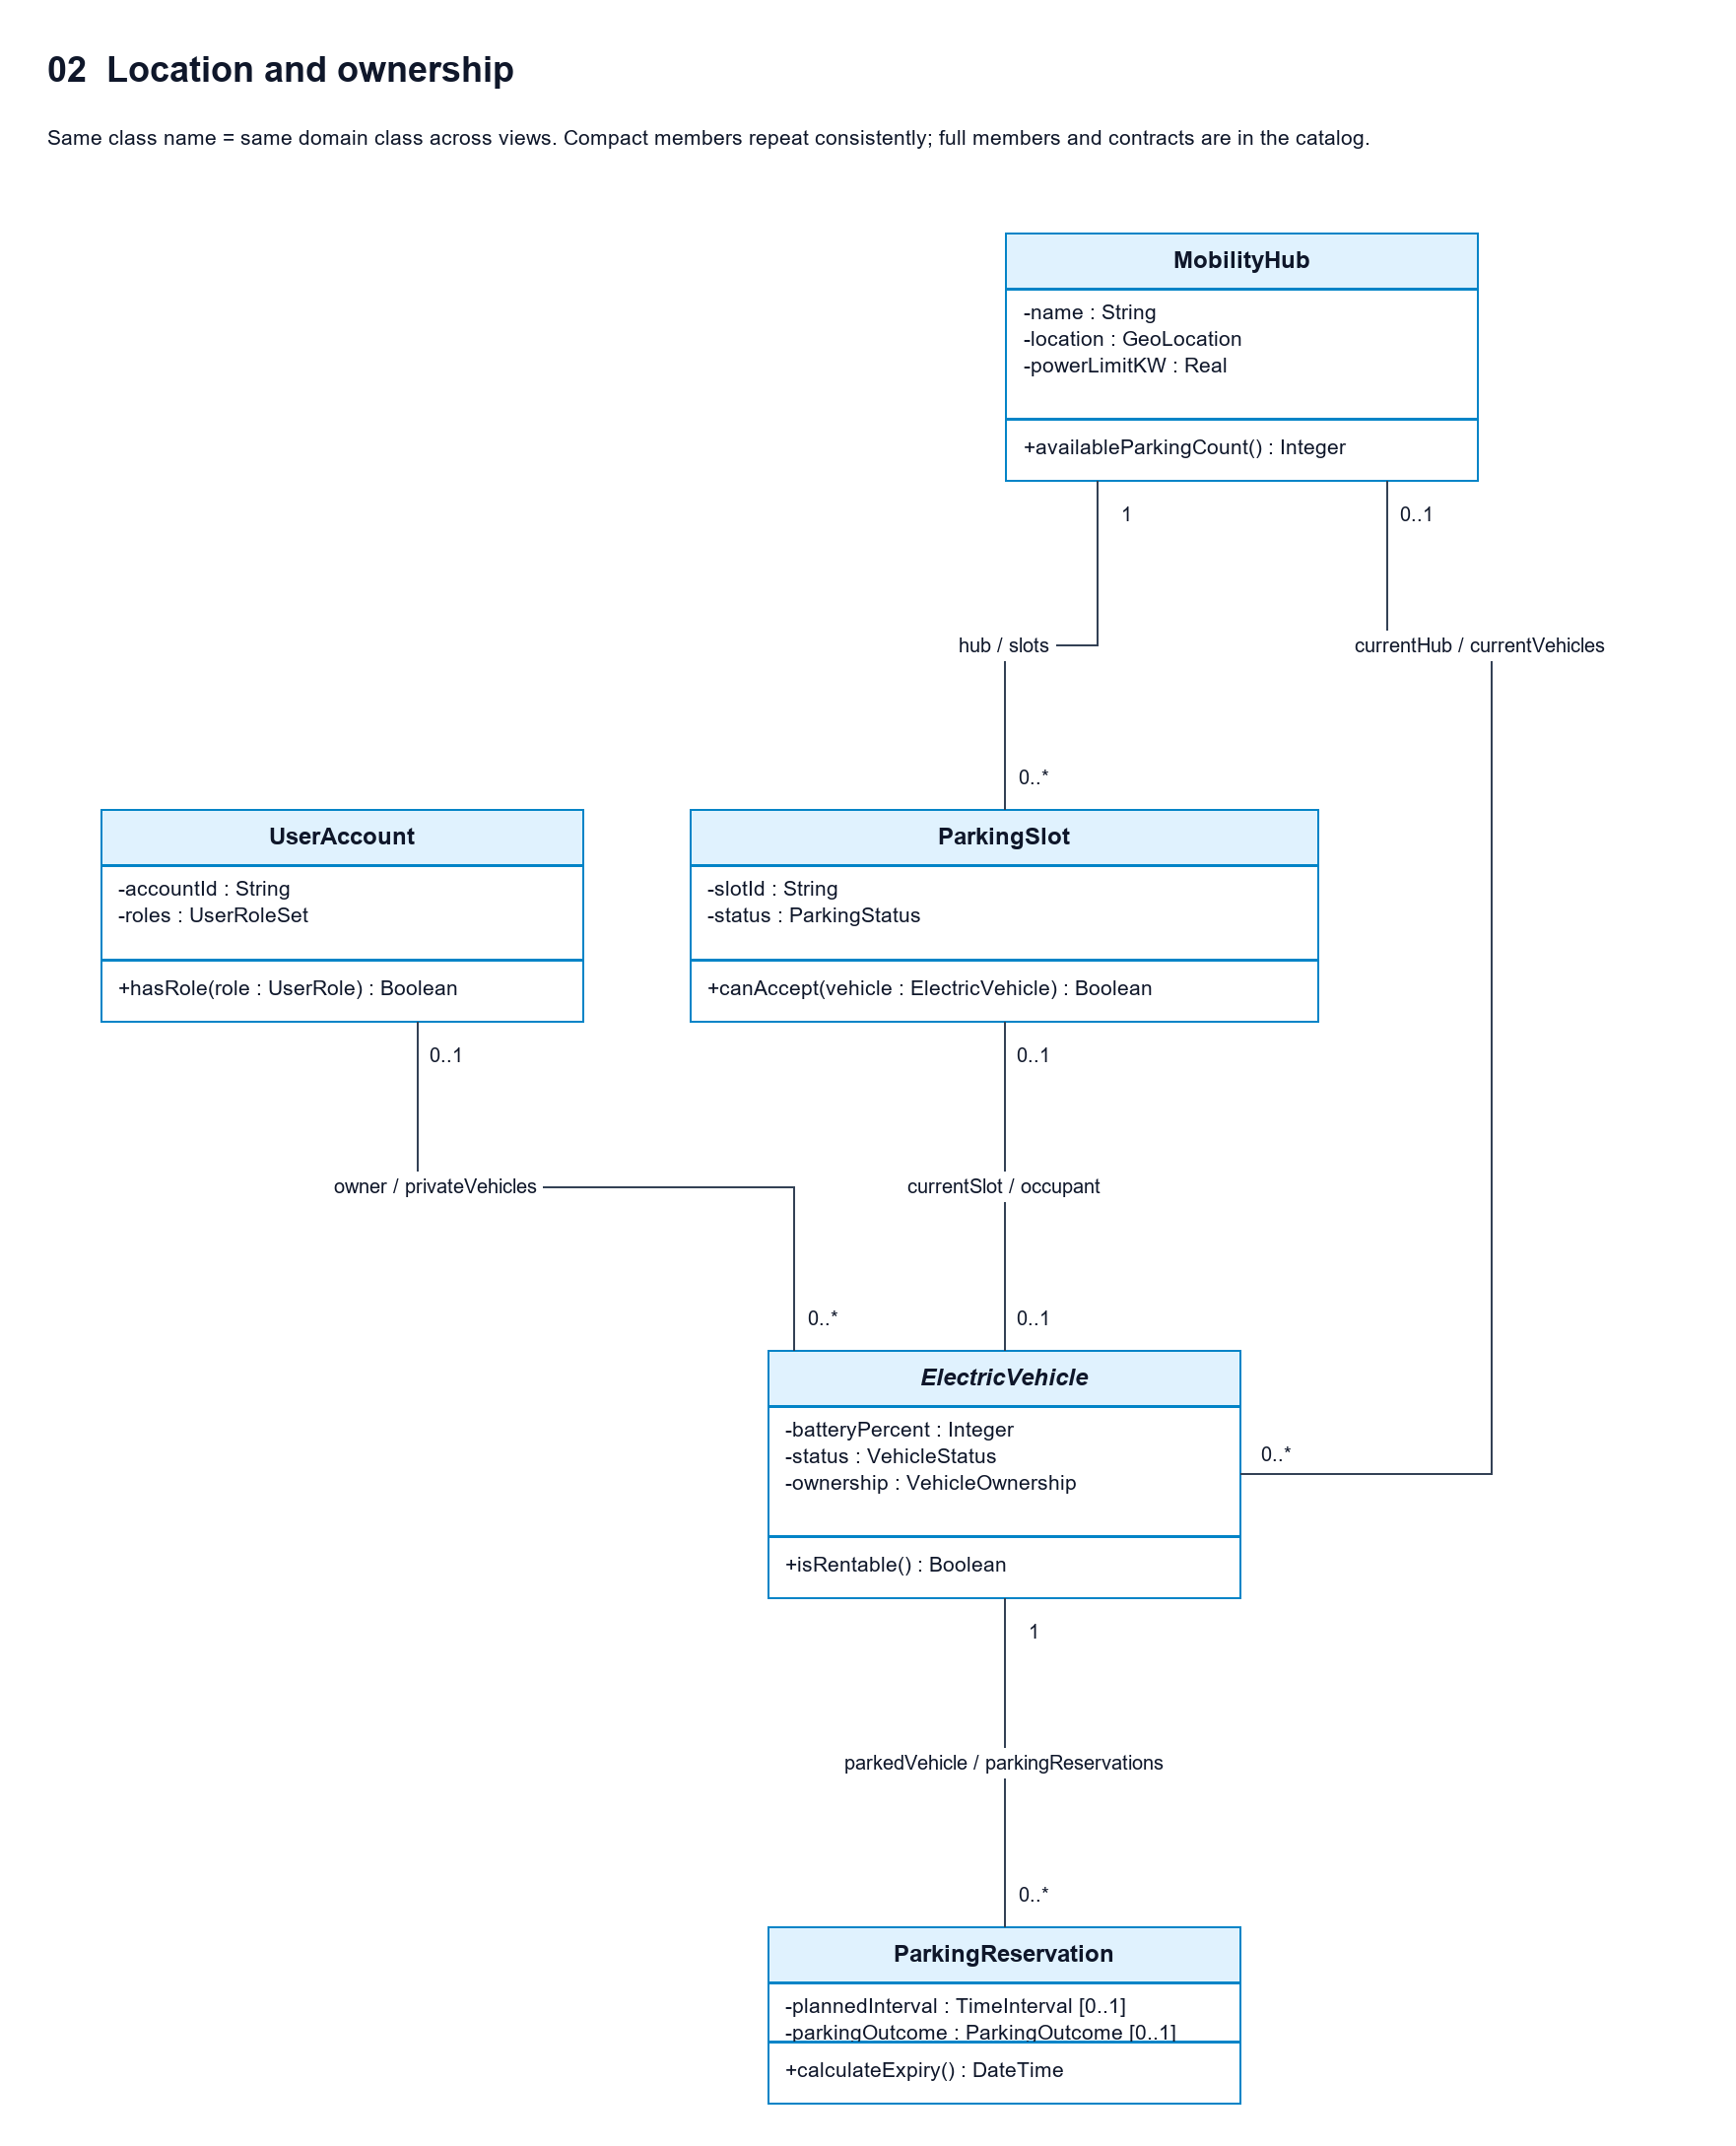 02  Location and ownership
Same class name = same domain class across views. Compact members repeat consistently; full members and contracts are in the catalog.
MobilityHub
-name : String
-location : GeoLocation
-powerLimitKW : Real
+availableParkingCount() : Integer
1
0..1
hub / slots
currentHub / currentVehicles
0..*
UserAccount
-accountId : String
-roles : UserRoleSet
+hasRole(role : UserRole) : Boolean
ParkingSlot
-slotId : String
-status : ParkingStatus
+canAccept(vehicle : ElectricVehicle) : Boolean
0..1
0..1
owner / privateVehicles
currentSlot / occupant
0..*
0..1
ElectricVehicle
-batteryPercent : Integer
-status : VehicleStatus
-ownership : VehicleOwnership
+isRentable() : Boolean
0..*
1
parkedVehicle / parkingReservations
0..*
ParkingReservation
-plannedInterval : TimeInterval [0..1]
-parkingOutcome : ParkingOutcome [0..1]
+calculateExpiry() : DateTime